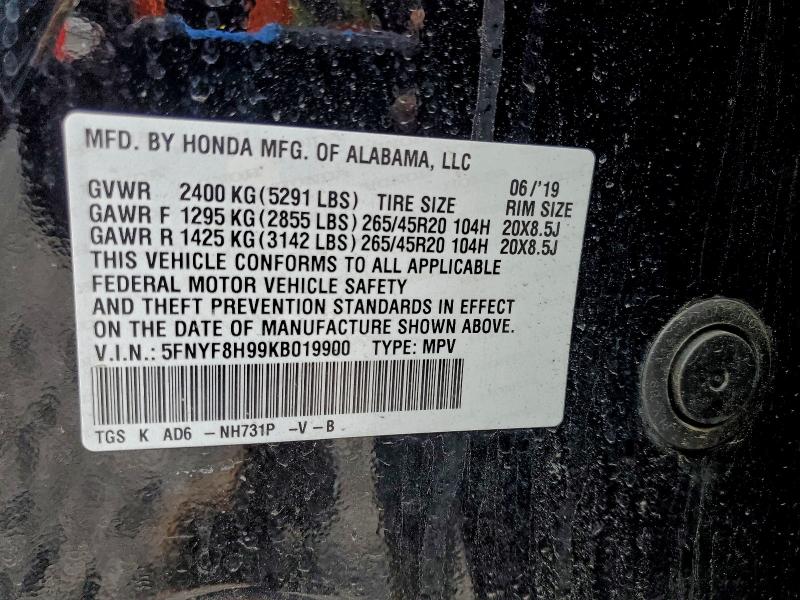 MFD. BY HONDA MFG. OF ALABAMA, LLC
06/'19
GVWR 2400 KG(5291 LBS) TIRE SIZE RIM SIZE
GAWR F 1295 KG(2855 LBS) 265/45R20 104H 20X8.5J
GAWR R 1425 KG(3142 LBS) 265/45R20 104H 20X8.5J
THIS VEHICLE CONFORMS TO ALL APPLICABLE
FEDERAL MOTOR VEHICLE SAFETY
AND THEFT PREVENTION STANDARDS IN EFFECT
ON THE DATE OF MANUFACTURE SHOWN ABOVE.
V.I.N.: 5FNYF8H99KB019900 TYPE: MPV
TGS K AD6 -NH731P -V-B